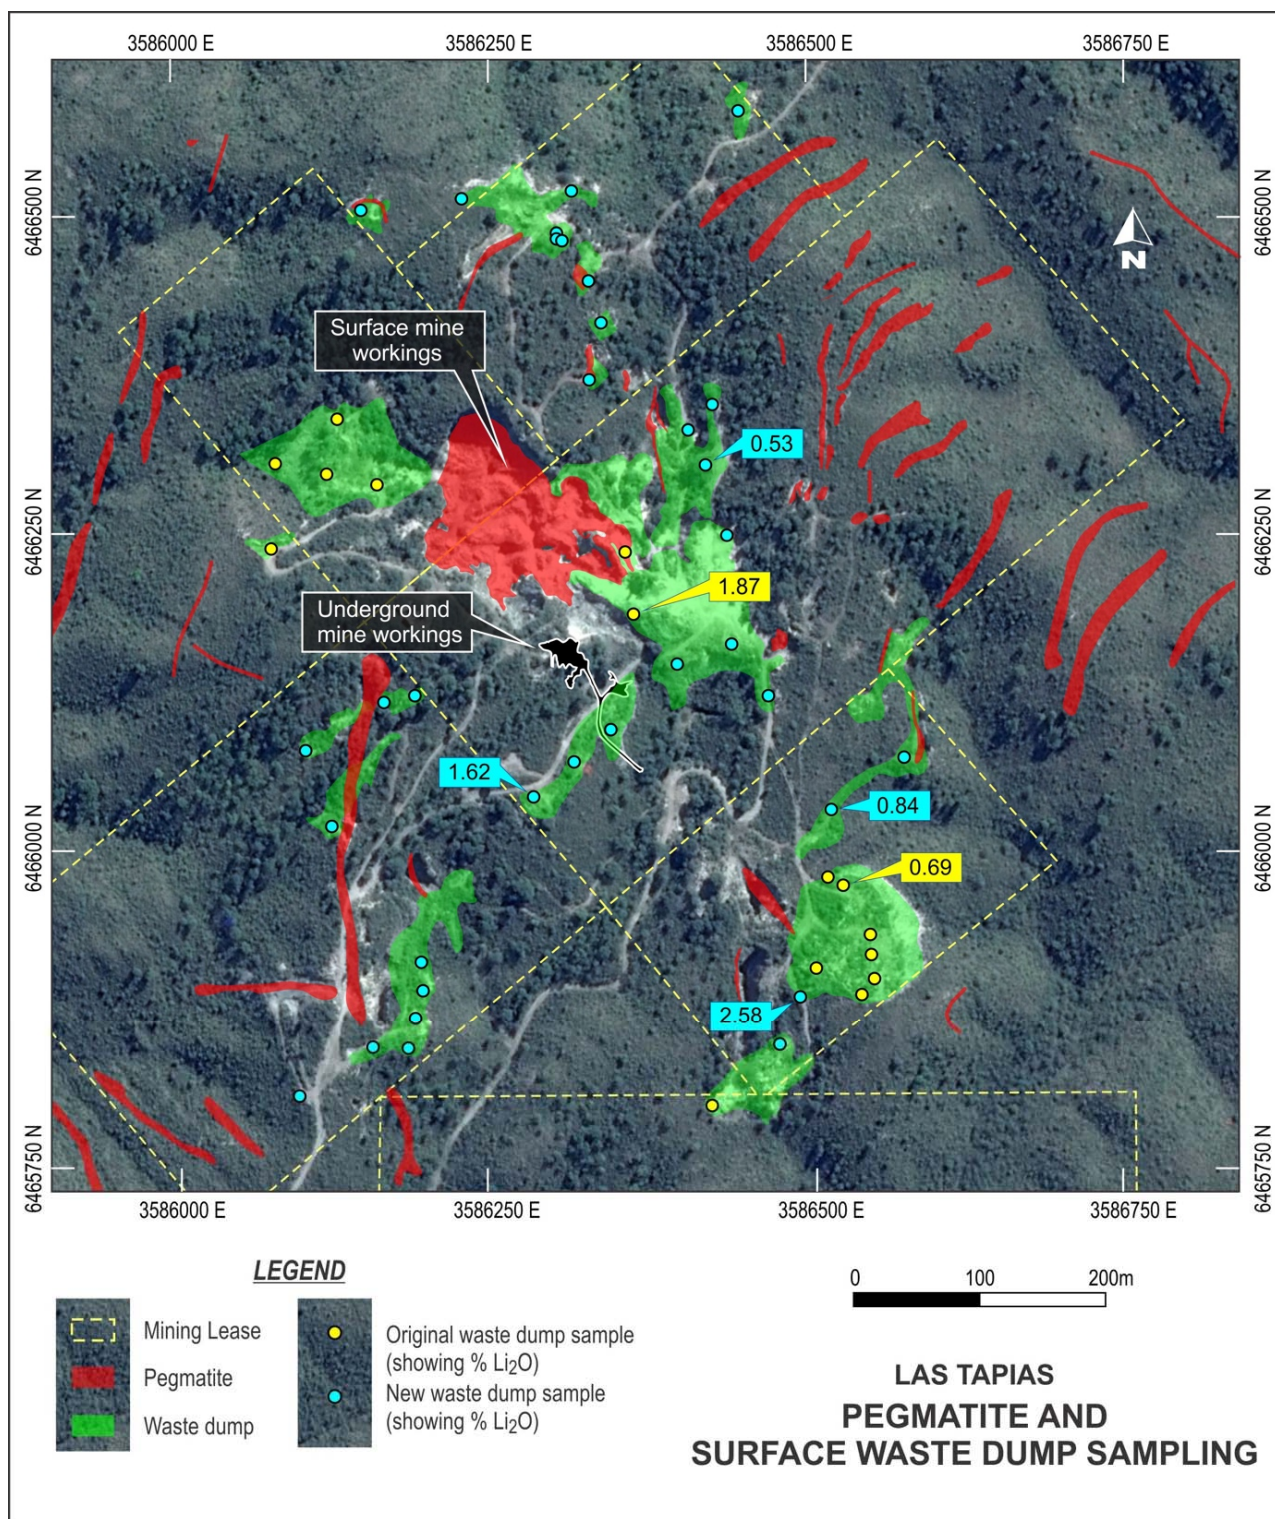 3586000 E
3586250 E
3586500 E
3586750 E
6466500 N
6466500 N
N
Surface mine
workings
0.53
6466250 N
6466250 N
1.87
Underground
mine workings
1.62
0.84
6466000 N
6466000 N
0.69
2.58
6465750 N
6465750 N
3586000 E
3586250 E
3586500 E
3586750 E
LEGEND
Mining Lease
Pegmatite
Waste dump
Original waste dump sample
(showing % Li₂O)
New waste dump sample
(showing % Li₂O)
0 100 200m
LAS TAPIAS
PEGMATITE AND
SURFACE WASTE DUMP SAMPLING